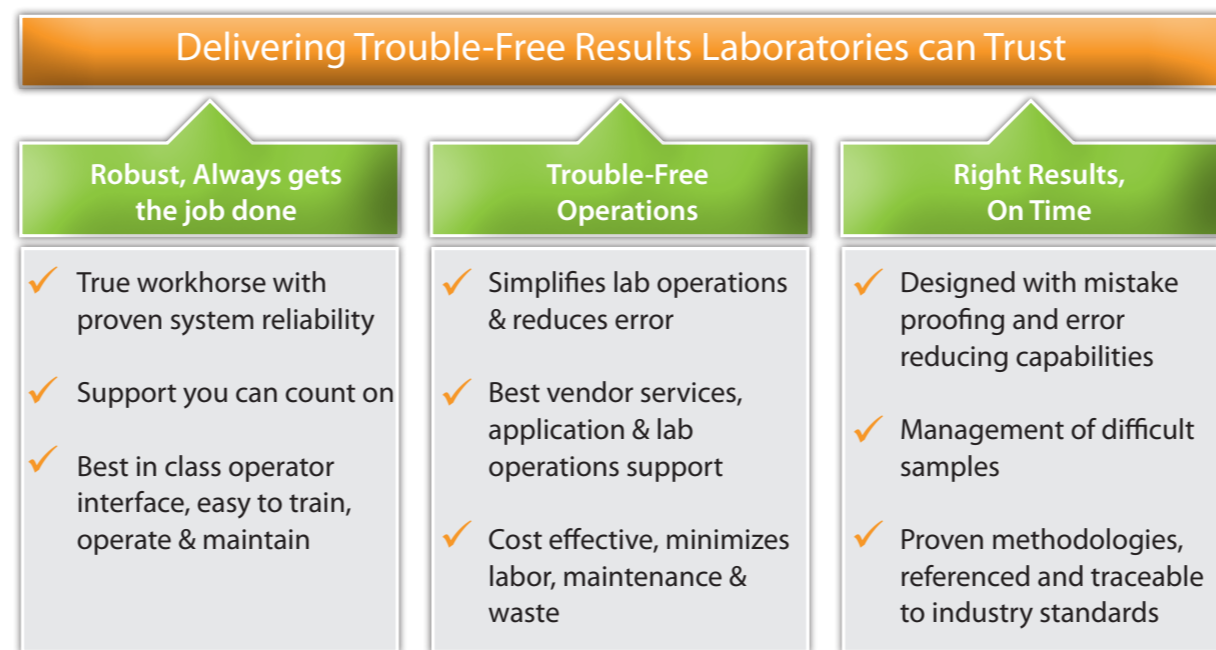 Delivering Trouble-Free Results Laboratories can Trust
Robust, Always gets
the job done
True workhorse with
proven system reliability
Support you can count on
Best in class operator
interface, easy to train,
operate & maintain
Trouble-Free
Operations
Simplifies lab operations
& reduces error
Best vendor services,
application & lab
operations support
Cost effective, minimizes
labor, maintenance &
waste
Right Results,
On Time
Designed with mistake
proofing and error
reducing capabilities
Management of difficult
samples
Proven methodologies,
referenced and traceable
to industry standards